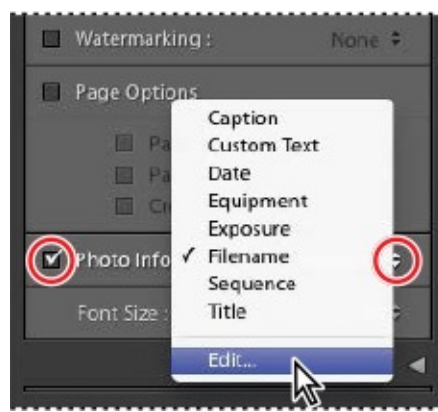 Watermarking : None
Page Options
Caption
Custom Text
Date
Equipment
Exposure
Photo Info ✓ Filename
Sequence
Title
Font Size :
Edit...